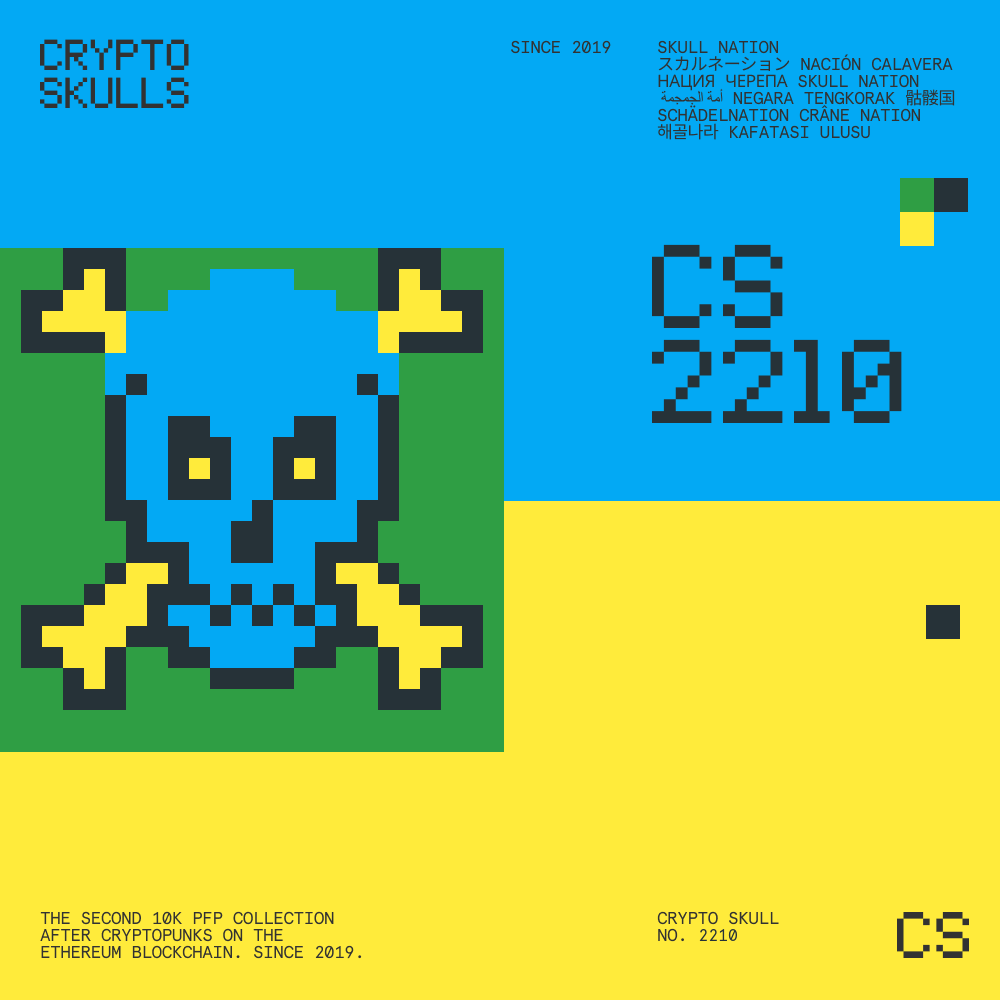 CRYPTO
SKULLS
SINCE 2019
SKULL NATION
スカルネーション NACIÓN CALAVERA
НАЦИЯ ЧЕРЕПА SKULL NATION
أمة الجمجمة NEGARA TENGKORAK 骷髅国
SCHÄDELNATION CRÂNE NATION
해골나라 KAFATASI ULUSU
CS
2210
THE SECOND 10K PFP COLLECTION
AFTER CRYPTOPUNKS ON THE
ETHEREUM BLOCKCHAIN. SINCE 2019.
CRYPTO SKULL
NO. 2210
CS